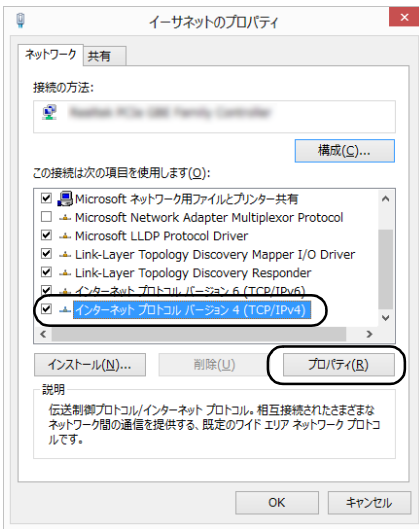 イーサネットのプロパティ
ネットワーク 共有
接続の方法:
構成(C)...
この接続は次の項目を使用します(O):
Microsoft ネットワーク用ファイルとプリンター共有
Microsoft Network Adapter Multiplexor Protocol
Microsoft LLDP Protocol Driver
Link-Layer Topology Discovery Mapper I/O Driver
Link-Layer Topology Discovery Responder
インターネット プロトコル バージョン 6 (TCP/IPv6)
インターネット プロトコル バージョン 4 (TCP/IPv4)
インストール(N)... 削除(U) プロパティ(R)
説明
伝送制御プロトコル/インターネット プロトコル。相互接続されたさまざまな
ネットワーク間の通信を提供する、既定のワイド エリア ネットワーク プロトコ
ルです。
OK キャンセル